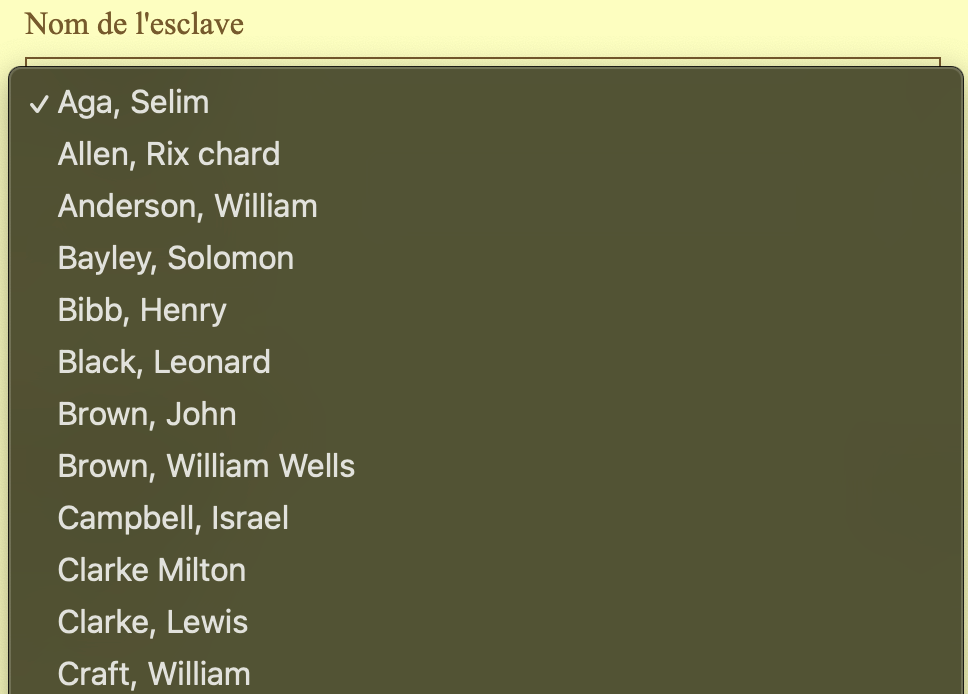 Nom de l'esclave
✓ Aga, Selim
Allen, Rix chard
Anderson, William
Bayley, Solomon
Bibb, Henry
Black, Leonard
Brown, John
Brown, William Wells
Campbell, Israel
Clarke Milton
Clarke, Lewis
Craft, William